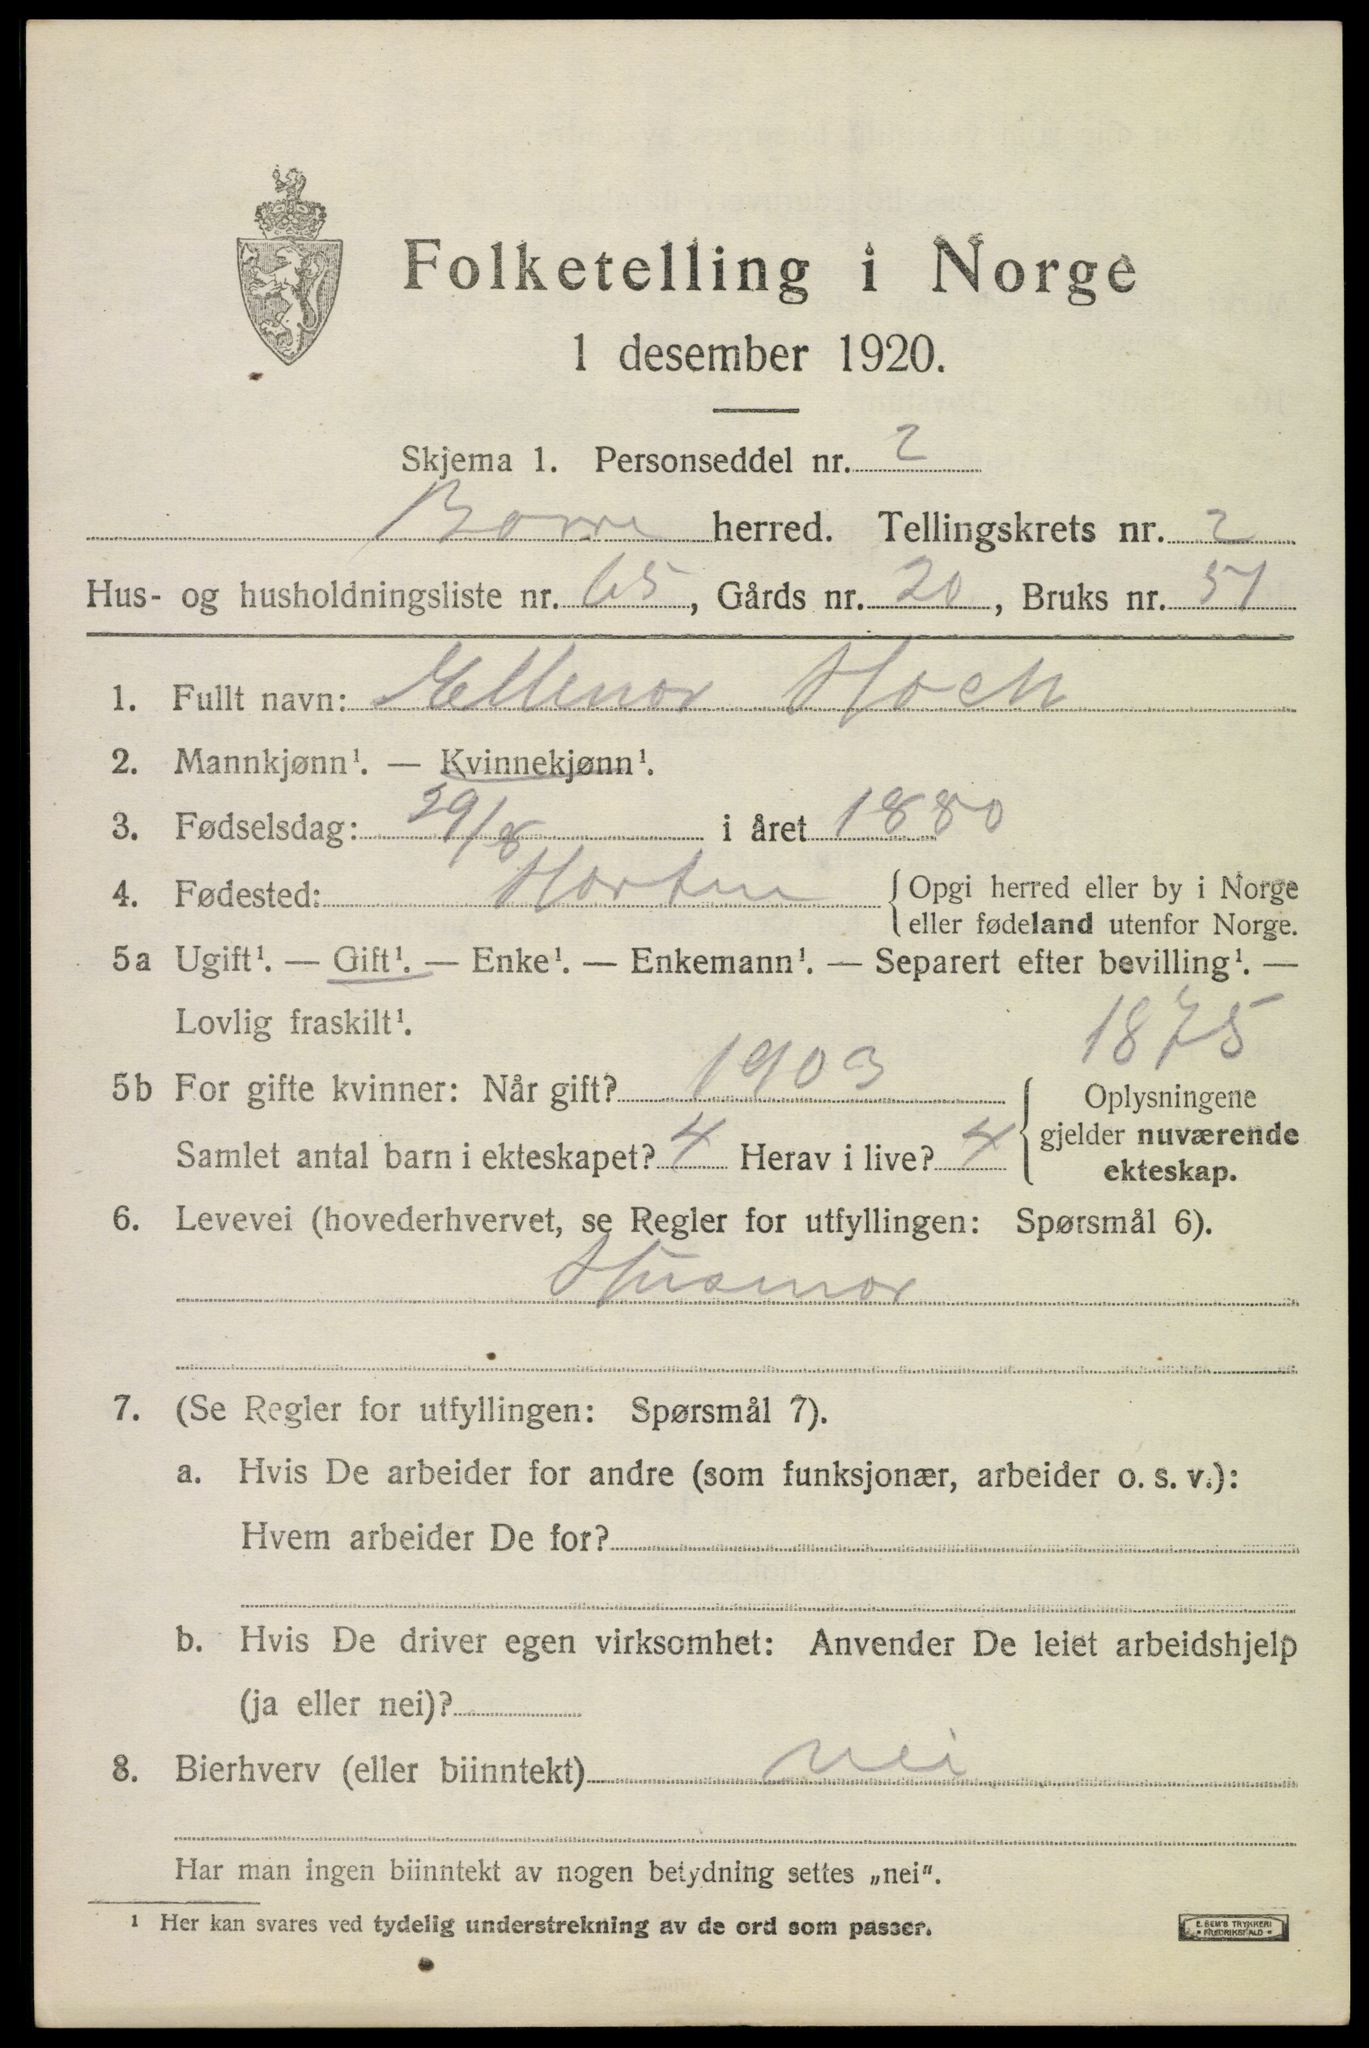 Folketelling i Norge
1 desember 1920.
Skjema 1. Personseddel nr. 2
Borre herred. Tellingskrets nr. 2
Hus- og husholdningsliste nr. 65, Gårds nr. 20, Bruks nr. 51
1. Fullt navn: Ellenor Hoch
2. Mannkjønn¹. — Kvinnekjønn¹.
3. Fødselsdag: 29/8 i året 1880
4. Fødested: Horten { Opgi herred eller by i Norge
eller fødeland utenfor Norge.
5a Ugift¹. — Gift¹. — Enke¹. — Enkemann¹. — Separert efter bevilling¹. —
Lovlig fraskilt¹.
1875
5b For gifte kvinner: Når gift? 1903
Samlet antal barn i ekteskapet? 4 Herav i live? 4
Oplysningene
gjelder nuværende
ekteskap.
6. Levevei (hovederhvervet, se Regler for utfyllingen: Spørsmål 6).
Husmor
7. (Se Regler for utfyllingen: Spørsmål 7).
a. Hvis De arbeider for andre (som funksjonær, arbeider o. s. v.):
Hvem arbeider De for?
b. Hvis De driver egen virksomhet: Anvender De leiet arbeidshjelp
(ja eller nei)?
8. Bierhverv (eller biinntekt) nei
Har man ingen biinntekt av nogen betydning settes „nei".
¹ Her kan svares ved tydelig understrekning av de ord som passer.
E. SEM'S TRYKKERI
FREDRIKSHALD